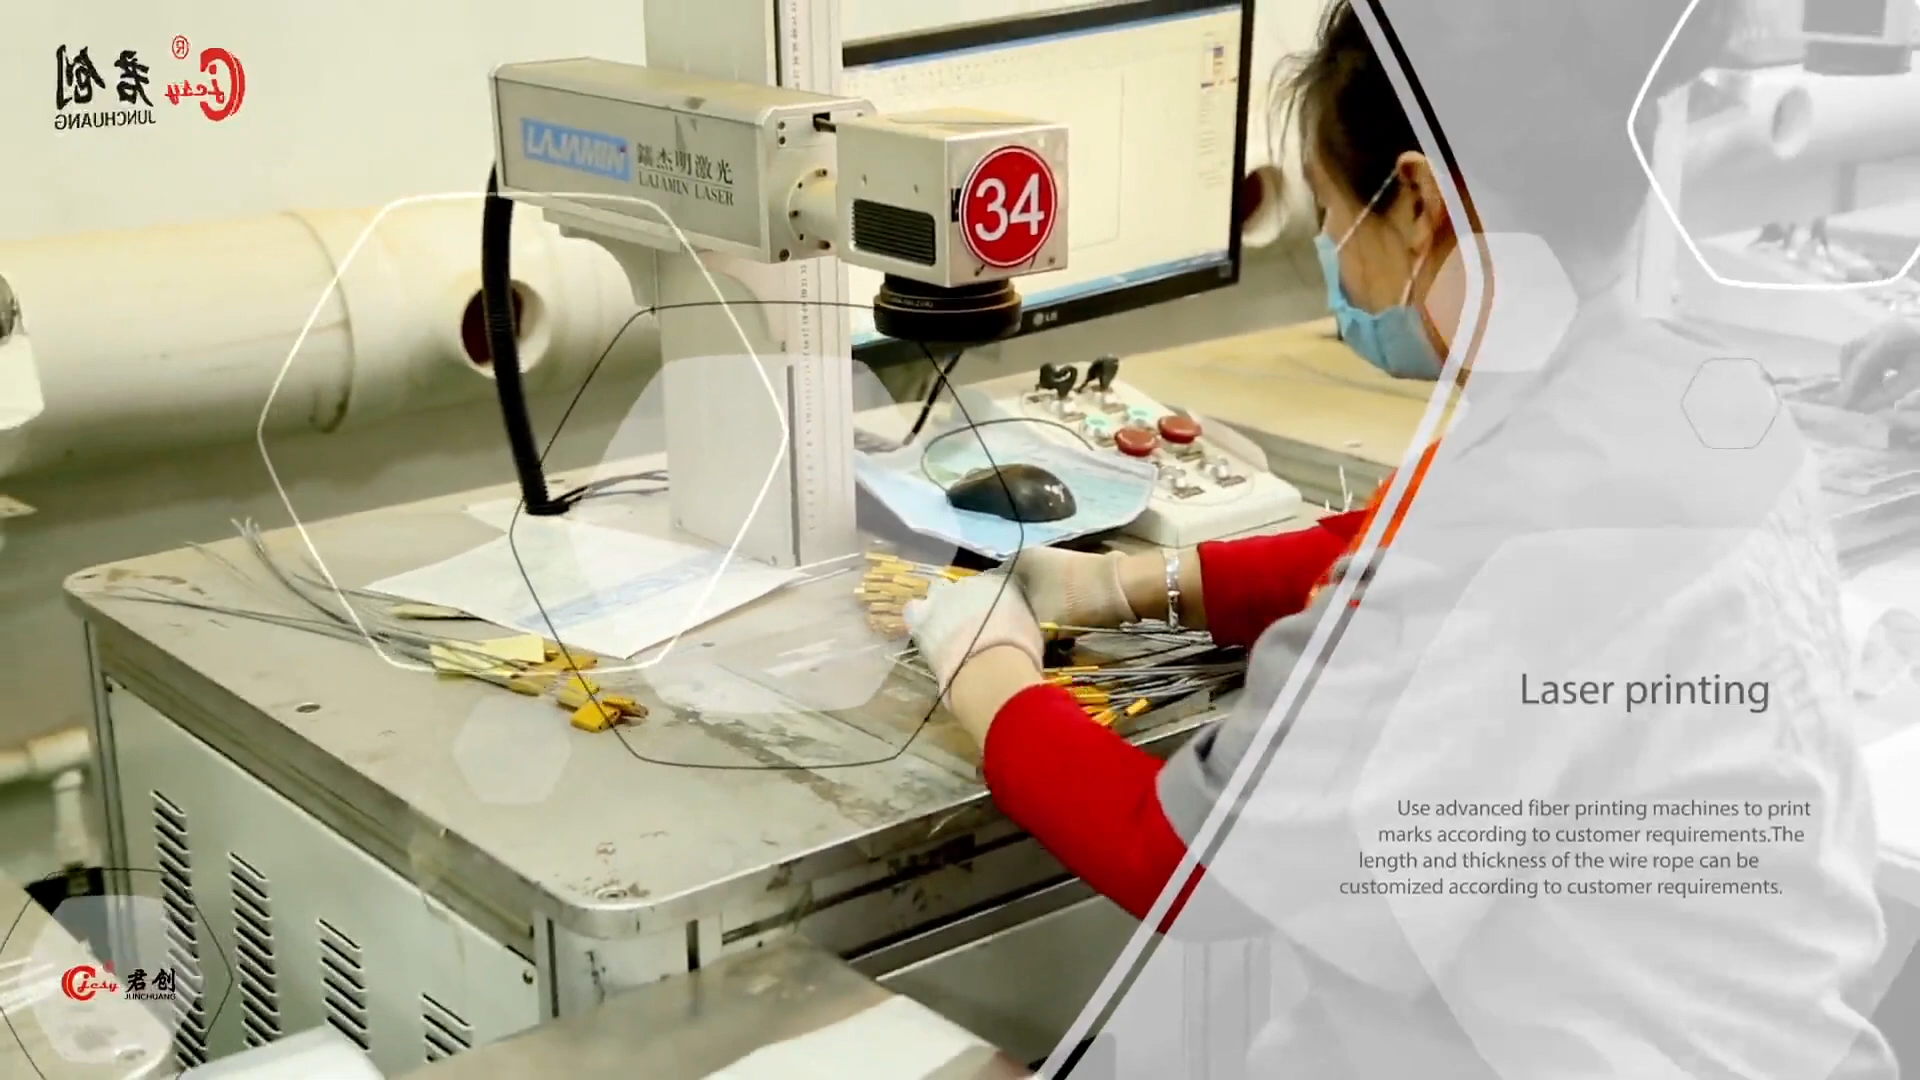 君创
jcsy
®
JUNCHUANG
LAJAMIN
镭杰明激光
LAJAMIN LASER
34
LG
Laser printing
Use advanced fiber printing machines to print
marks according to customer requirements.The
length and thickness of the wire rope can be
customized according to customer requirements.
jcsy 君创
JUNCHUANG